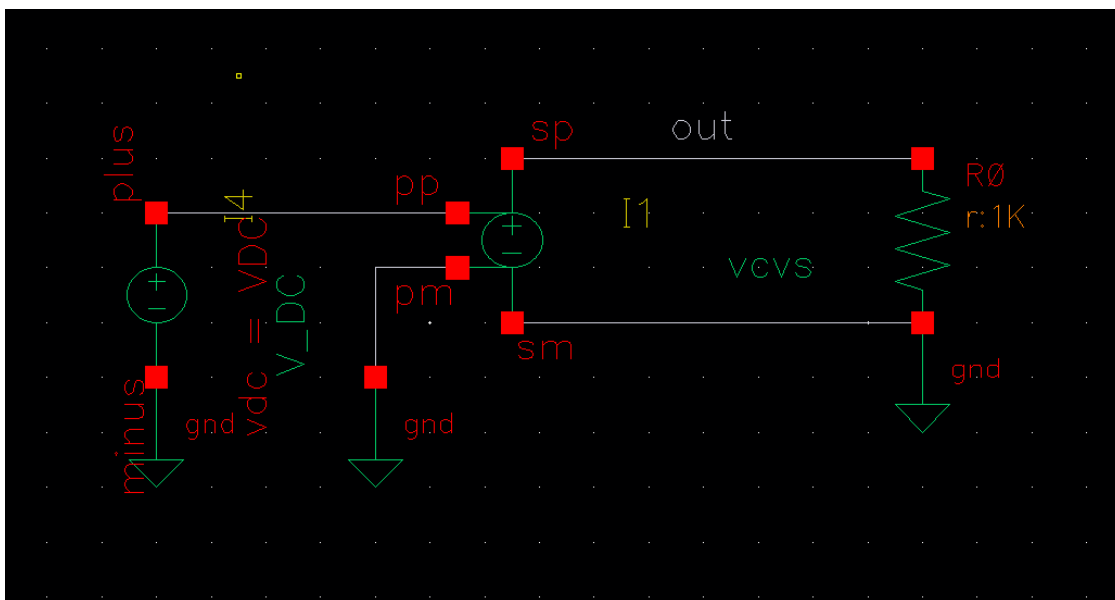 plus
I4
vdc = VDC
V_DC
minus
gnd
pp
pm
gnd
sp
sm
out
I1
vcvs
R0
r:1K
gnd